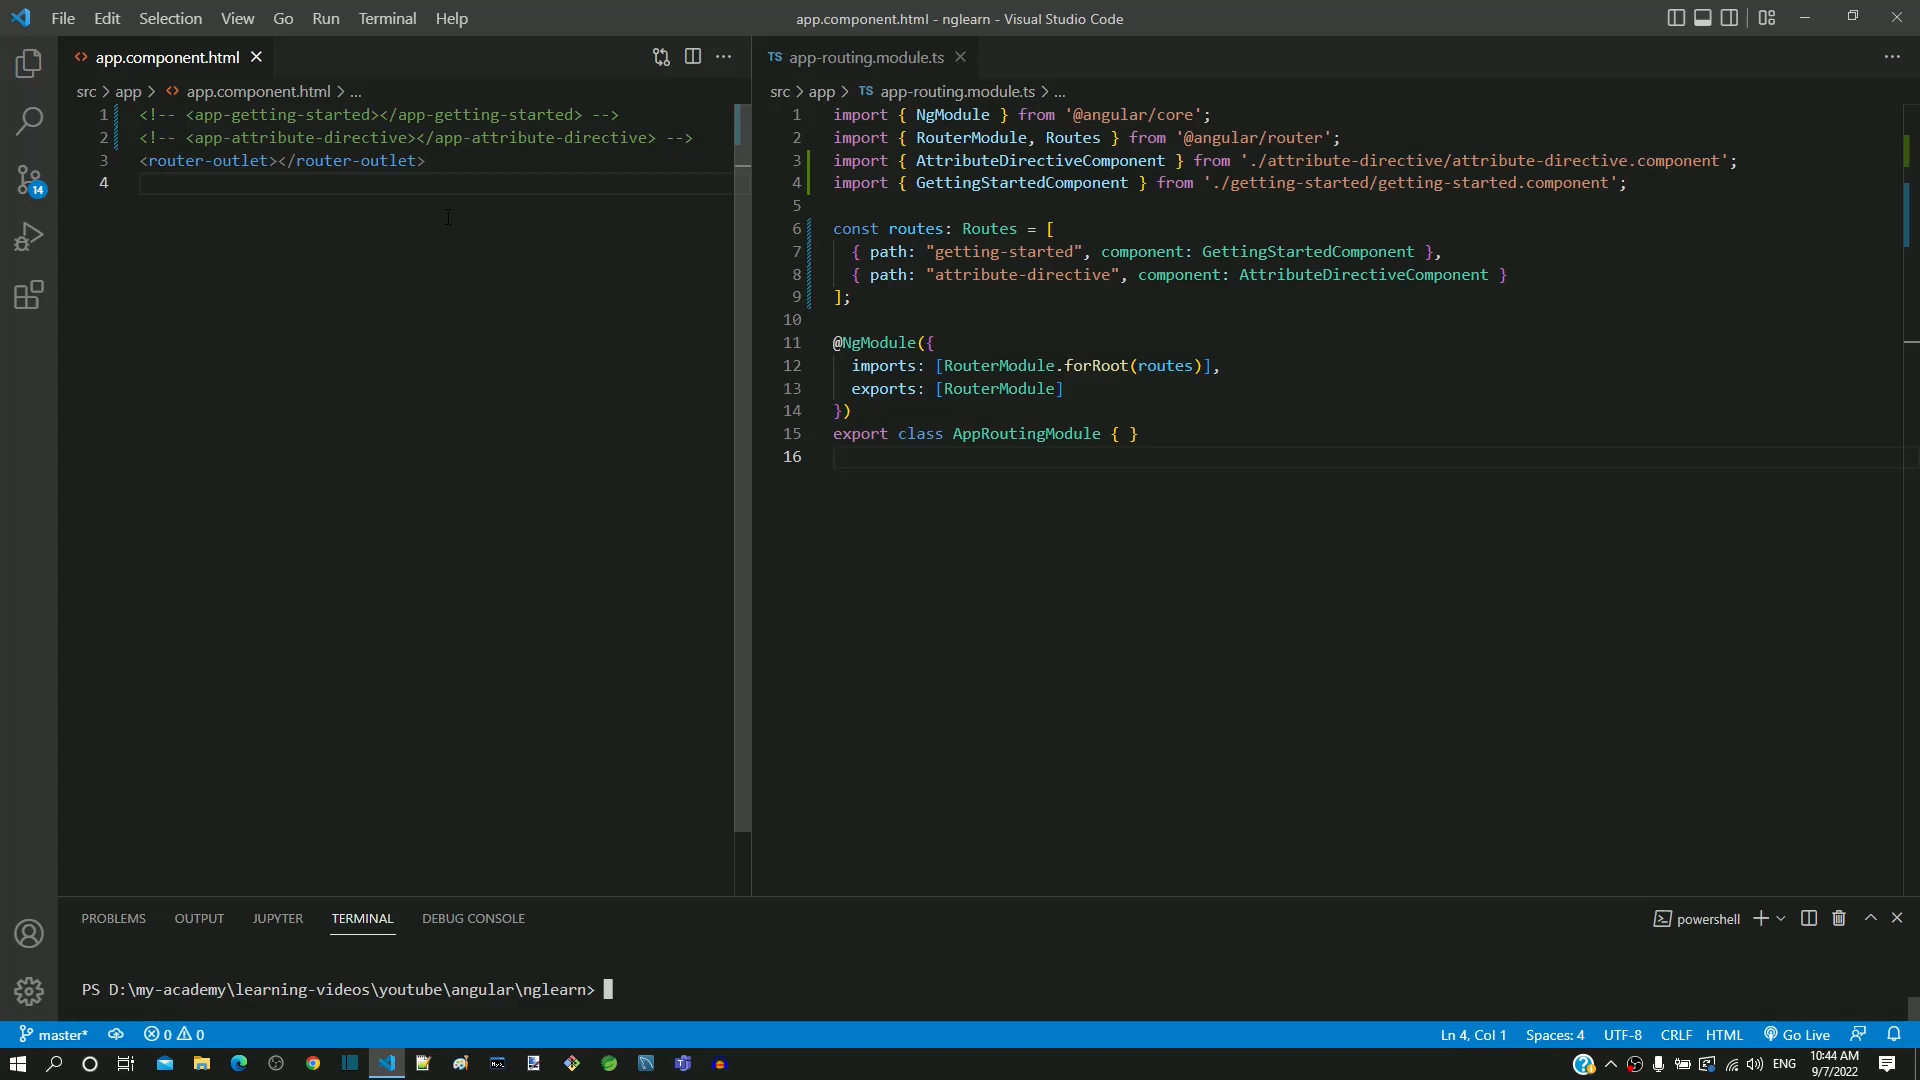 File Edit Selection View Go Run Terminal Help
app.component.html - nglearn - Visual Studio Code
app.component.html
src > app > app.component.html > ...
1 <!-- <app-getting-started></app-getting-started> -->
2 <!-- <app-attribute-directive></app-attribute-directive> -->
3 <router-outlet></router-outlet>
4
TS app-routing.module.ts
src > app > TS app-routing.module.ts > ...
1 import { NgModule } from '@angular/core';
2 import { RouterModule, Routes } from '@angular/router';
3 import { AttributeDirectiveComponent } from './attribute-directive/attribute-directive.component';
4 import { GettingStartedComponent } from './getting-started/getting-started.component';
5
6 const routes: Routes = [
7 { path: "getting-started", component: GettingStartedComponent },
8 { path: "attribute-directive", component: AttributeDirectiveComponent }
9 ];
10
11 @NgModule({
12 imports: [RouterModule.forRoot(routes)],
13 exports: [RouterModule]
14 })
15 export class AppRoutingModule { }
16
14
PROBLEMS OUTPUT JUPYTER TERMINAL DEBUG CONSOLE
powershell
PS D:\my-academy\learning-videos\youtube\angular\nglearn>
master* 0 0
Ln 4, Col 1 Spaces: 4 UTF-8 CRLF HTML Go Live
ENG
10:44 AM
9/7/2022